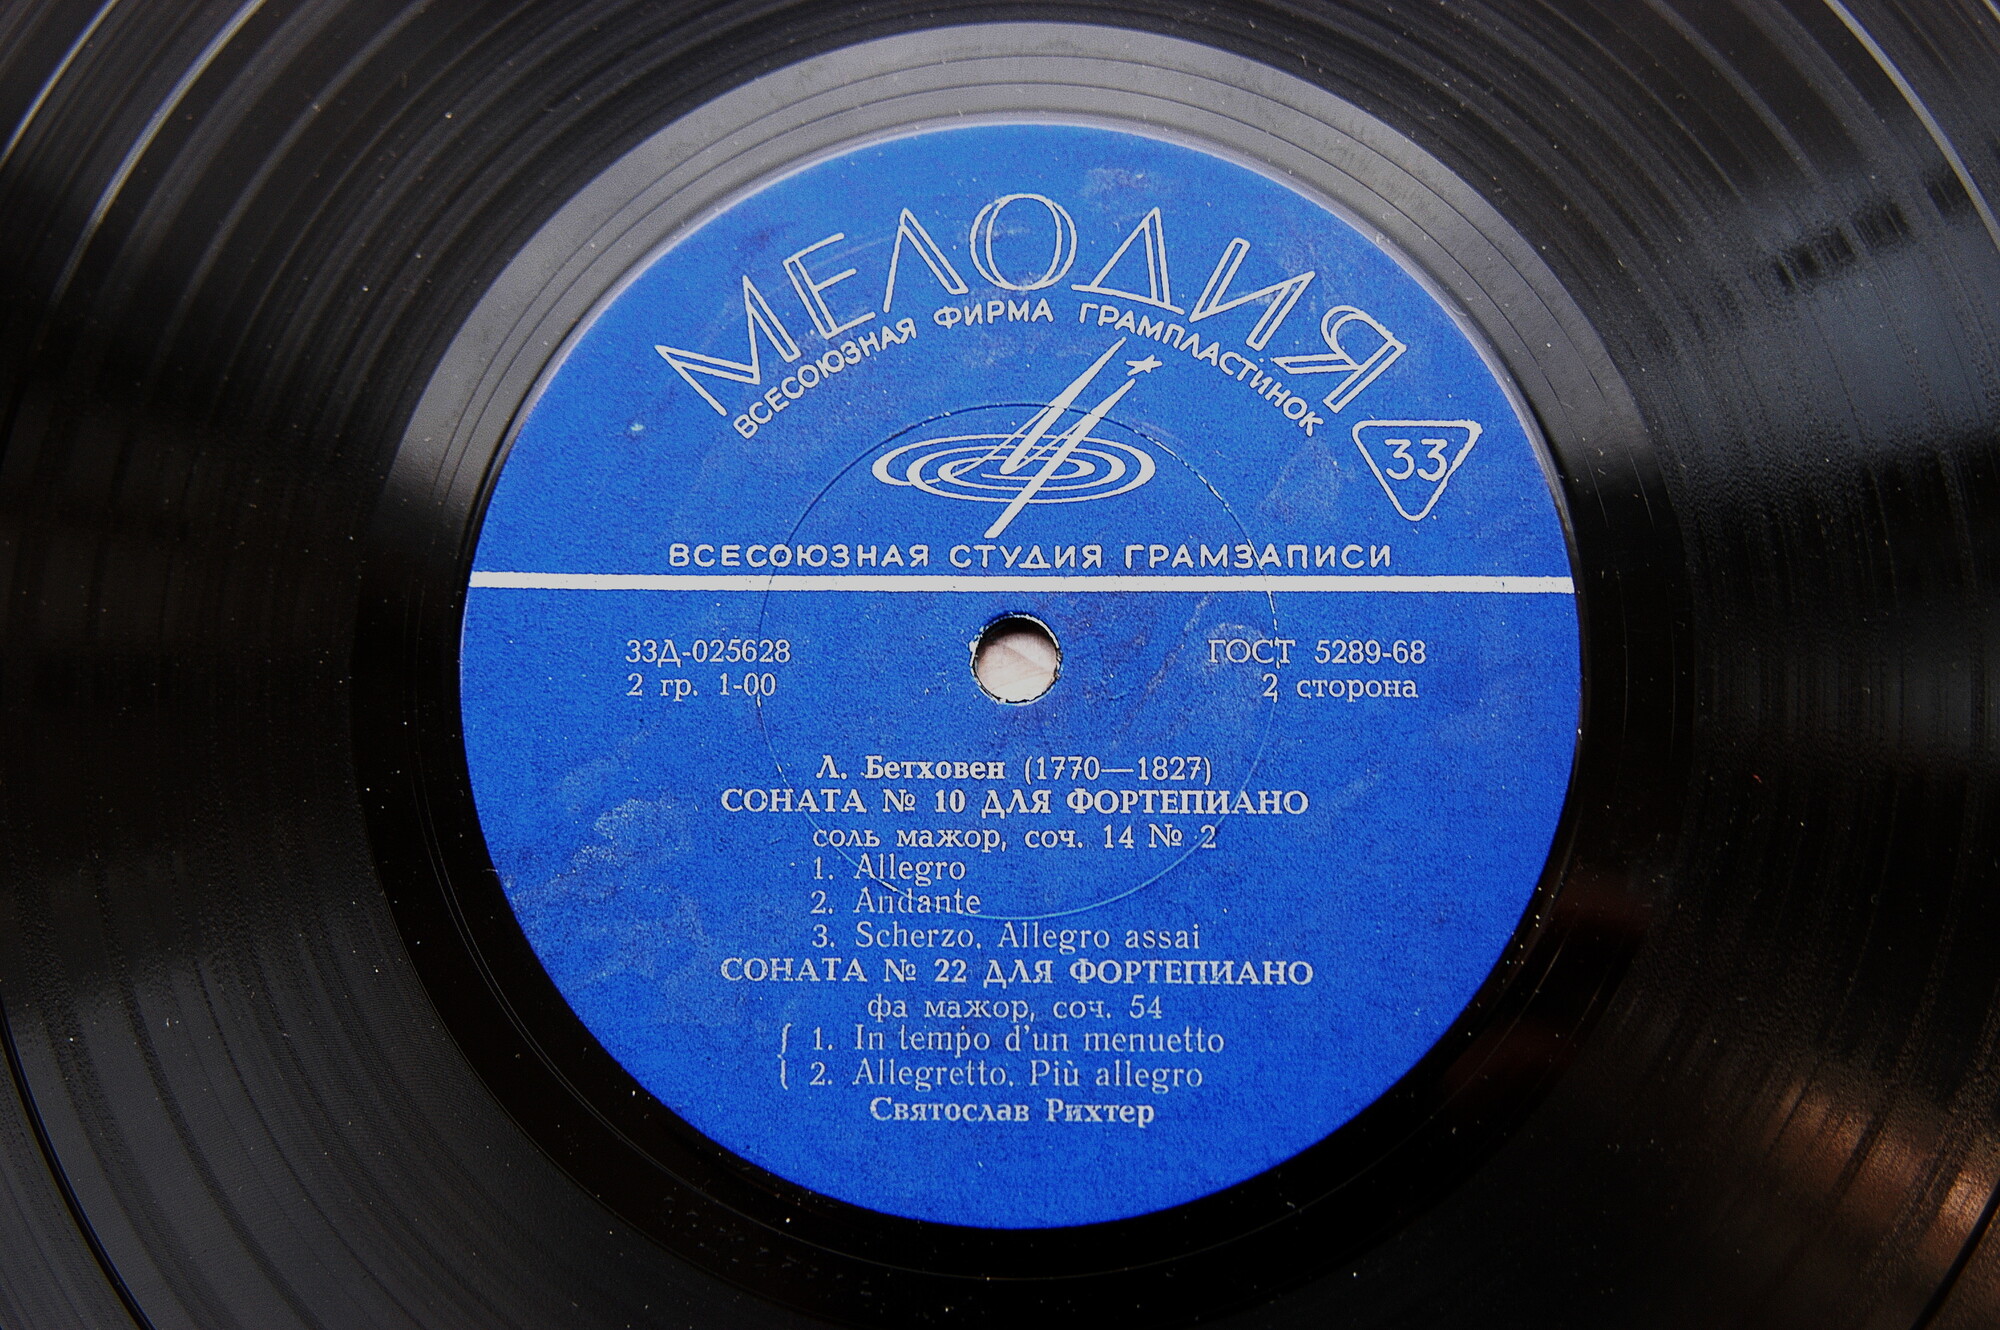 МЕЛОДИЯ
ВСЕСОЮЗНАЯ ФИРМА ГРАМПЛАСТИНОК
33
ВСЕСОЮЗНАЯ СТУДИЯ ГРАМЗАПИСИ
33Д-025628
ГОСТ 5289-68
2 гр. 1-00
2 сторона
Л. Бетховен (1770—1827)
СОНАТА № 10 ДЛЯ ФОРТЕПИАНО
соль мажор, соч. 14 № 2
1. Allegro
2. Andante
3. Scherzo. Allegro assai
СОНАТА № 22 ДЛЯ ФОРТЕПИАНО
фа мажор, соч. 54
1. In tempo d'un menuetto
2. Allegretto. Più allegro
Святослав Рихтер